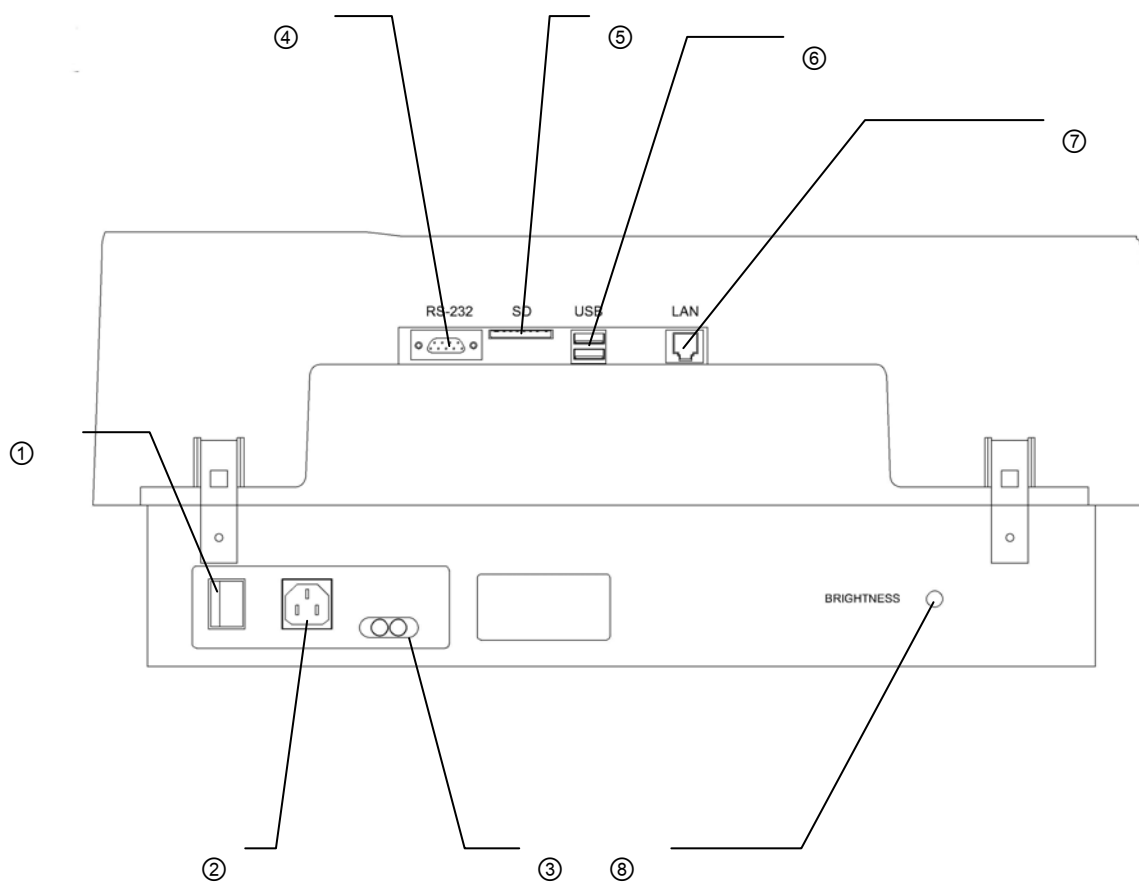 ④ ⑤
⑥
⑦
RS-232 SD USB LAN
①
BRIGHTNESS
② ③ ⑧